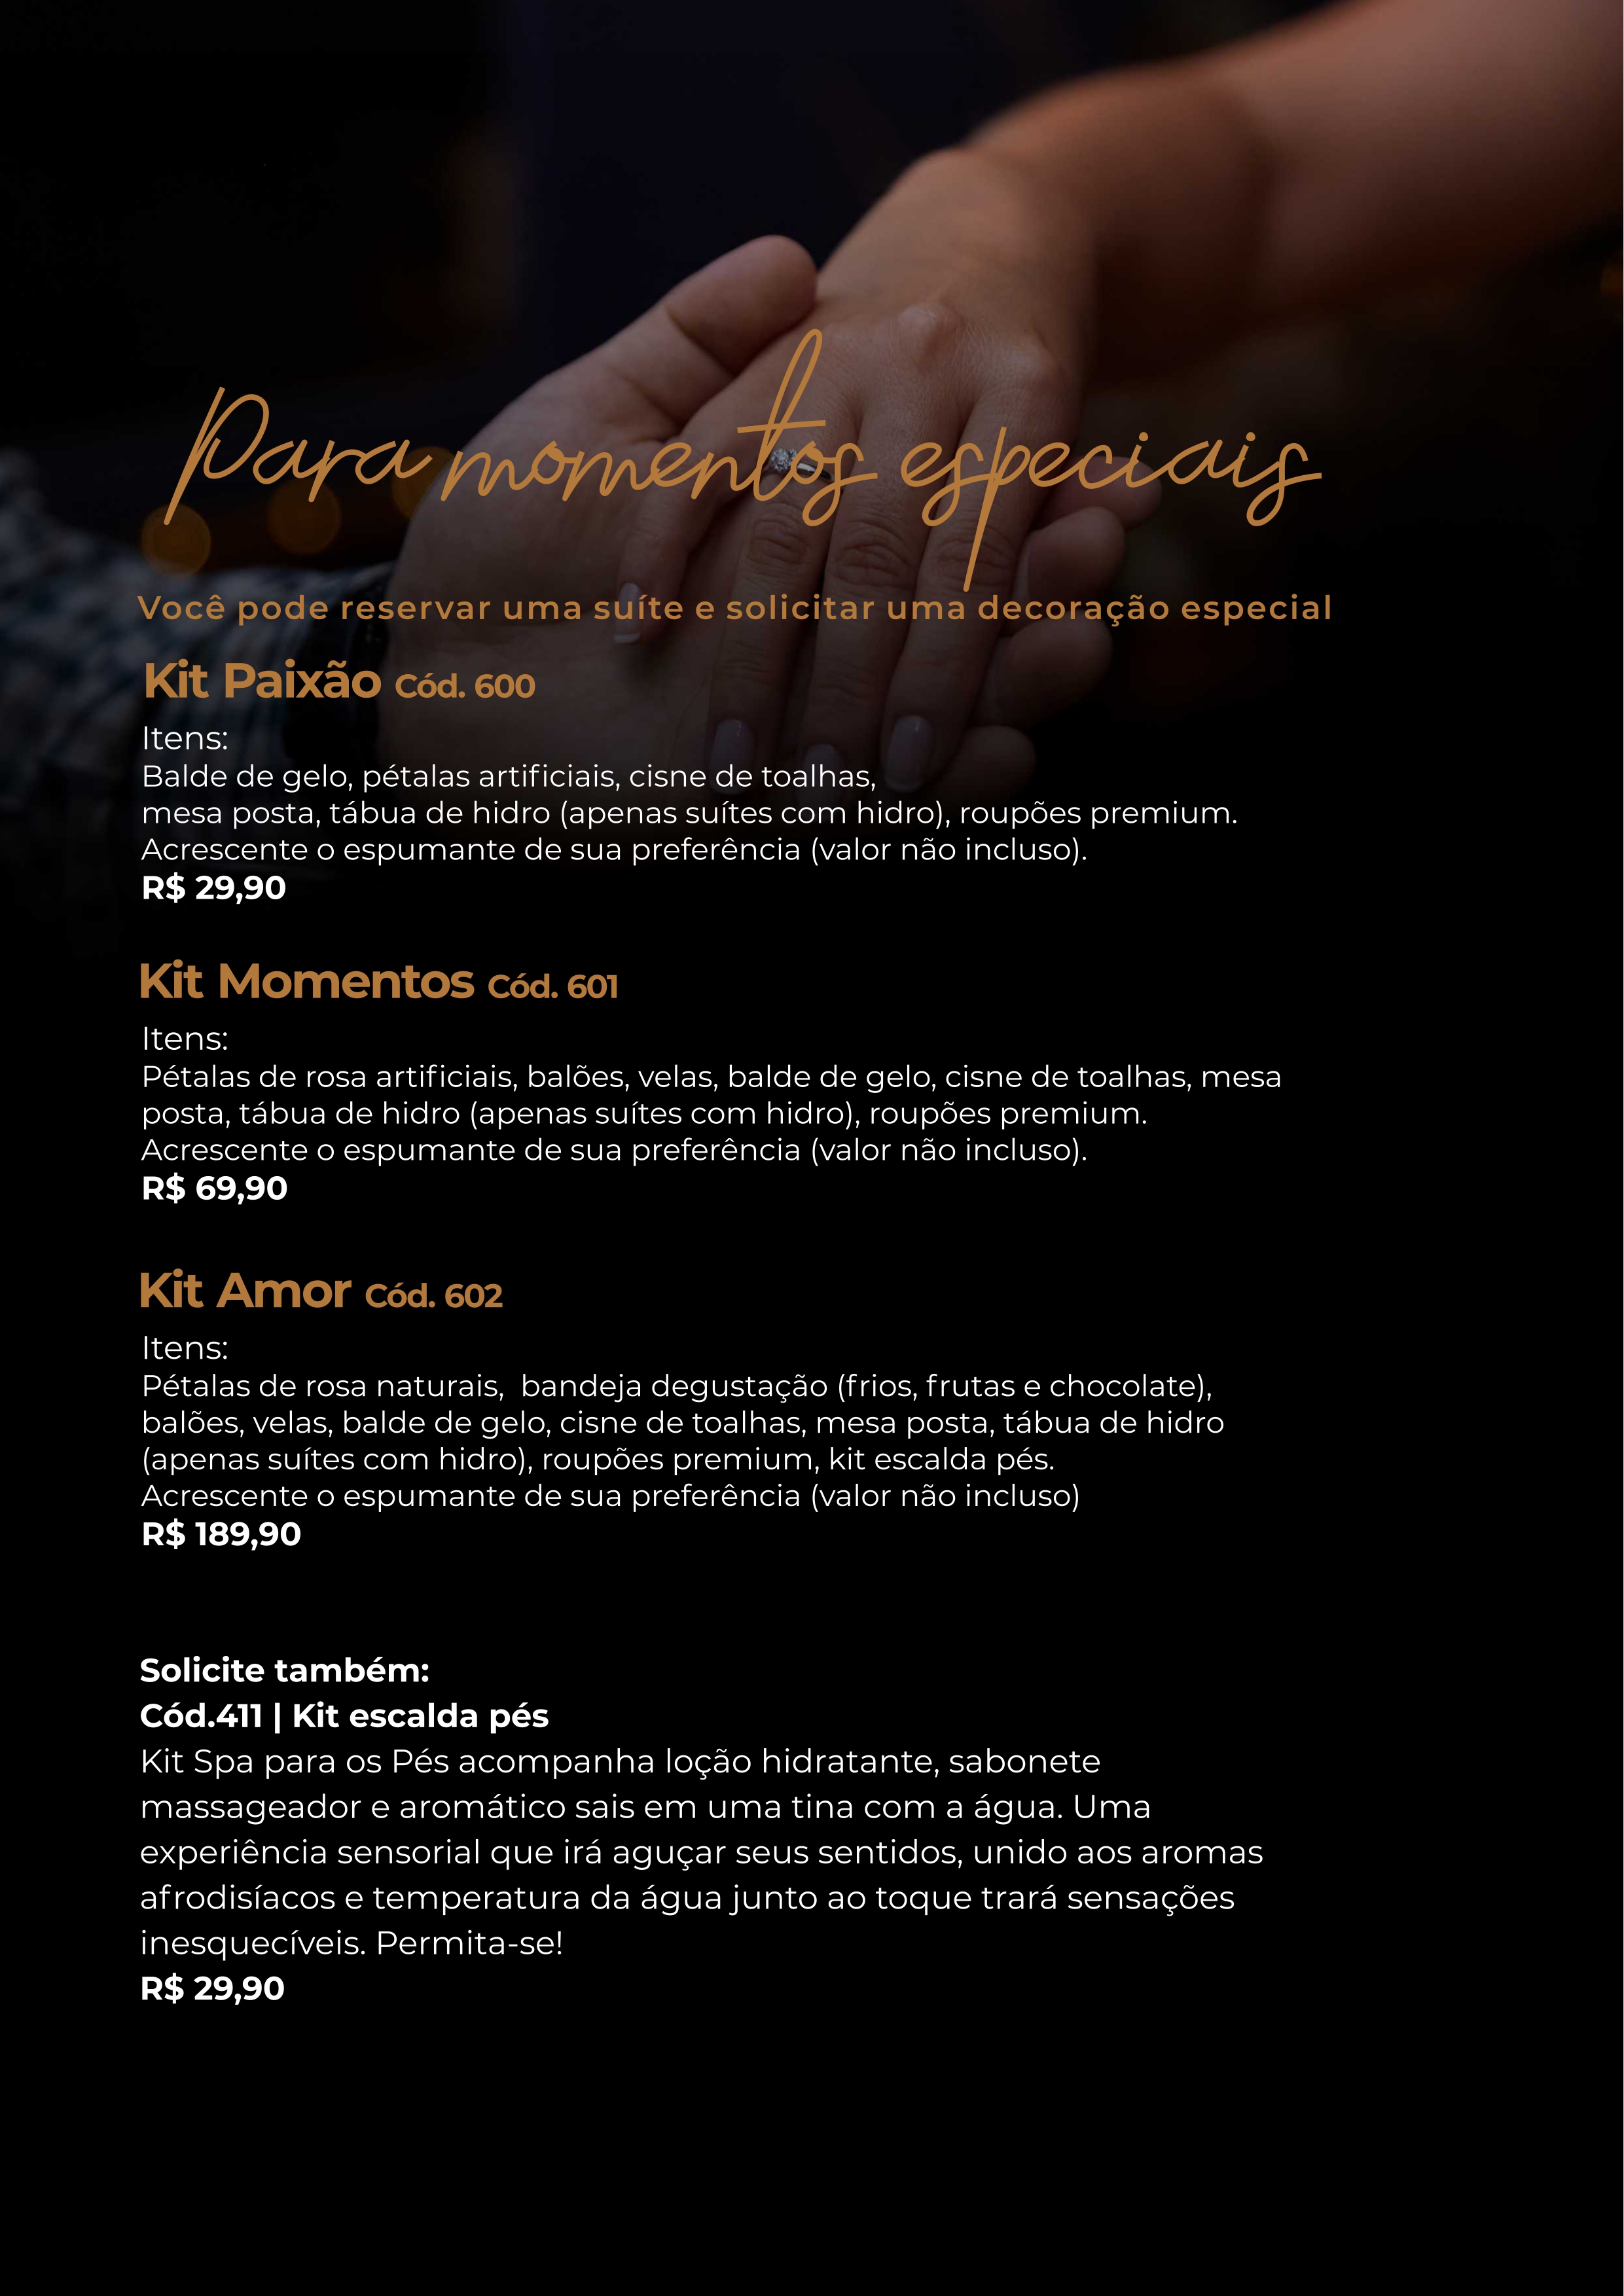 Para momentos especiais
Você pode reservar uma suíte e solicitar uma decoração especial
Kit Paixão Cód. 600
Itens:
Balde de gelo, pétalas artificiais, cisne de toalhas,
mesa posta, tábua de hidro (apenas suítes com hidro), roupões premium.
Acrescente o espumante de sua preferência (valor não incluso).
R$ 29,90
Kit Momentos Cód. 601
Itens:
Pétalas de rosa artificiais, balões, velas, balde de gelo, cisne de toalhas, mesa
posta, tábua de hidro (apenas suítes com hidro), roupões premium.
Acrescente o espumante de sua preferência (valor não incluso).
R$ 69,90
Kit Amor Cód. 602
Itens:
Pétalas de rosa naturais,  bandeja degustação (frios, frutas e chocolate),
balões, velas, balde de gelo, cisne de toalhas, mesa posta, tábua de hidro
(apenas suítes com hidro), roupões premium, kit escalda pés.
Acrescente o espumante de sua preferência (valor não incluso)
R$ 189,90
Solicite também:
Cód.411 | Kit escalda pés
Kit Spa para os Pés acompanha loção hidratante, sabonete
massageador e aromático sais em uma tina com a água. Uma
experiência sensorial que irá aguçar seus sentidos, unido aos aromas
afrodisíacos e temperatura da água junto ao toque trará sensações
inesquecíveis. Permita-se!
R$ 29,90